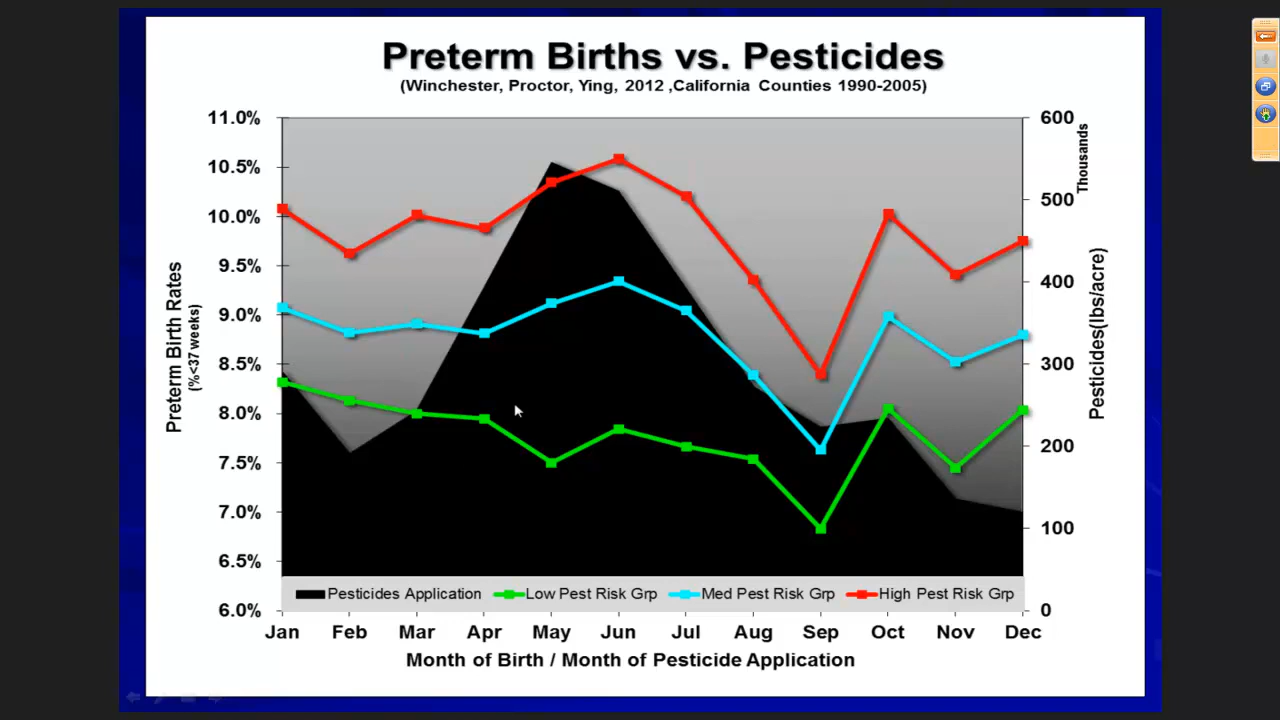 Preterm Births vs. Pesticides
(Winchester, Proctor, Ying, 2012 ,California Counties 1990-2005)
11.0%
10.5%
10.0%
9.5%
9.0%
8.5%
8.0%
7.5%
7.0%
6.5%
6.0%
Preterm Birth Rates
(%<37 weeks)
600
500
400
300
200
100
0
Thousands
Pesticides(lbs/acre)
Pesticides Application Low Pest Risk Grp Med Pest Risk Grp High Pest Risk Grp
Jan Feb Mar Apr May Jun Jul Aug Sep Oct Nov Dec
Month of Birth / Month of Pesticide Application